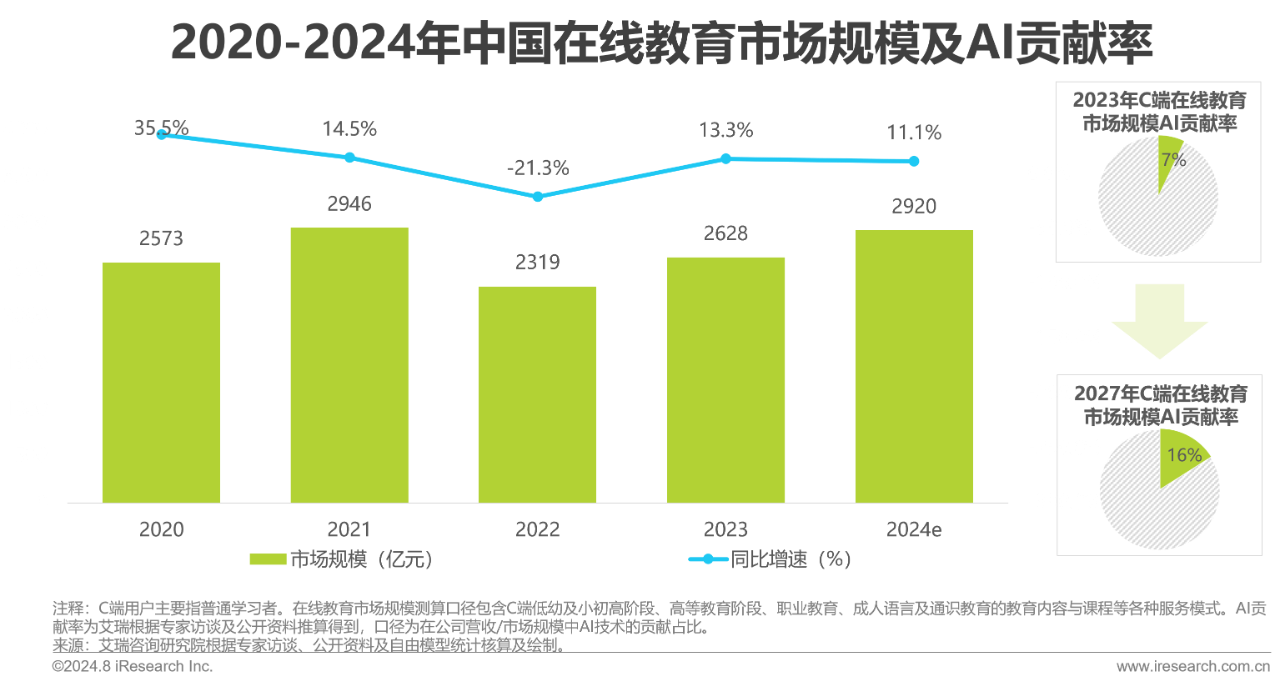 2020-2024年中国在线教育市场规模及AI贡献率
35.5%
14.5%
-21.3%
13.3%
11.1%
2573
2946
2319
2628
2920
2020
2021
2022
2023
2024e
市场规模（亿元）
同比增速（%）
2023年C端在线教育
市场规模AI贡献率
7%
2027年C端在线教育
市场规模AI贡献率
16%
注释：C端用户主要指普通学习者。在线教育市场规模测算口径包含C端低幼及小初高阶段、高等教育阶段、职业教育、成人语言及通识教育的教育内容与课程等各种服务模式。AI贡
献率为艾瑞根据专家访谈及公开资料推算得到，口径为在公司营收/市场规模中AI技术的贡献占比。
来源：艾瑞咨询研究院根据专家访谈、公开资料及自由模型统计核算及绘制。
©2024.8 iResearch Inc.
www.iresearch.com.cn